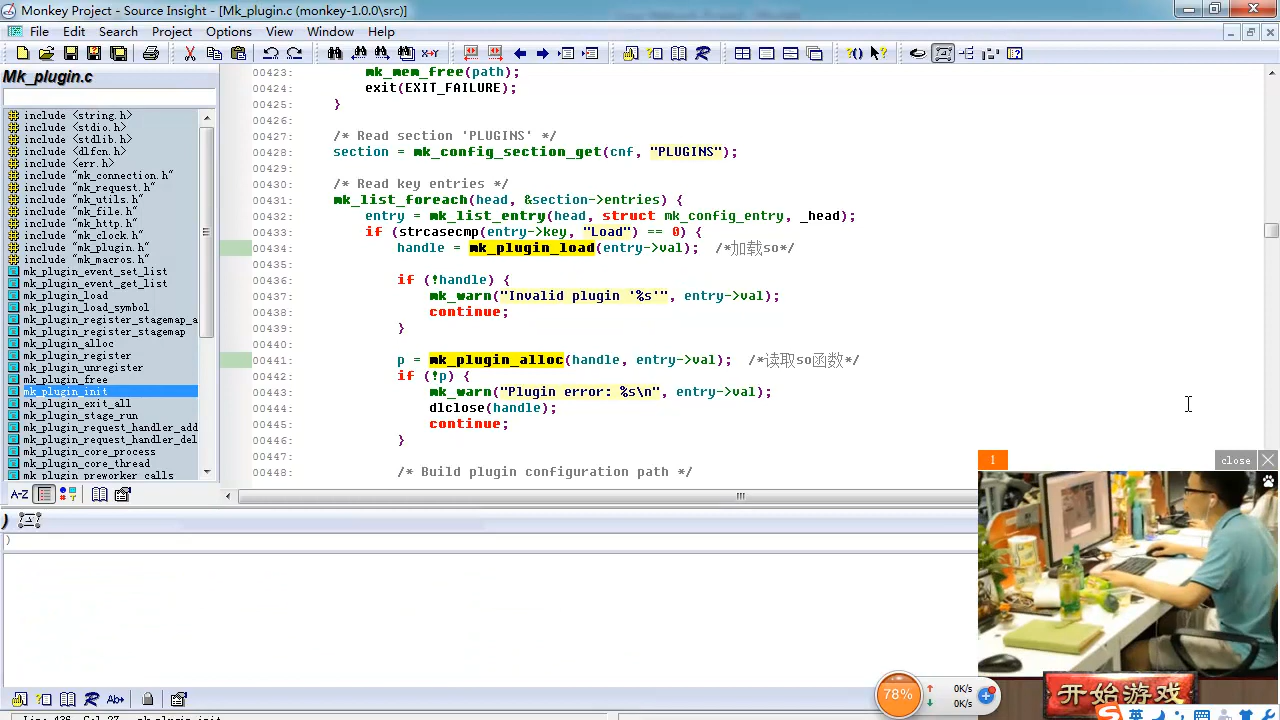 Monkey Project - Source Insight - [Mk_plugin.c (monkey-1.0.0\src)]
File Edit Search Project Options View Window Help
Mk_plugin.c
include <string.h>
include <stdio.h>
include <stdlib.h>
include <dlfcn.h>
include <err.h>
include "mk_connection.h"
include "mk_request.h"
include "mk_utils.h"
include "mk_file.h"
include "mk_http.h"
include "mk_clock.h"
include "mk_plugin.h"
include "mk_macros.h"
mk_plugin_event_set_list
mk_plugin_event_get_list
mk_plugin_load
mk_plugin_load_symbol
mk_plugin_register_stagemap_a
mk_plugin_register_stagemap
mk_plugin_alloc
mk_plugin_register
mk_plugin_unregister
mk_plugin_free
mk_plugin_init
mk_plugin_exit_all
mk_plugin_stage_run
mk_plugin_request_handler_add
mk_plugin_request_handler_del
mk_plugin_core_process
mk_plugin_core_thread
mk_plugin_preworker_calls
A-Z
00423: mk_mem_free(path);
00424: exit(EXIT_FAILURE);
00425: }
00426:
00427: /* Read section 'PLUGINS' */
00428: section = mk_config_section_get(cnf, "PLUGINS");
00429:
00430: /* Read key entries */
00431: mk_list_foreach(head, &section->entries) {
00432: entry = mk_list_entry(head, struct mk_config_entry, _head);
00433: if (strcasecmp(entry->key, "Load") == 0) {
00434: handle = mk_plugin_load(entry->val); /*加载so*/
00435:
00436: if (!handle) {
00437: mk_warn("Invalid plugin '%s'", entry->val);
00438: continue;
00439: }
00440:
00441: p = mk_plugin_alloc(handle, entry->val); /*读取so函数*/
00442: if (!p) {
00443: mk_warn("Plugin error: %s\n", entry->val);
00444: dlclose(handle);
00445: continue;
00446: }
00447:
00448: /* Build plugin configuration path */
)
)
1
close
开始游戏
78%
0K/s
0K/s
英